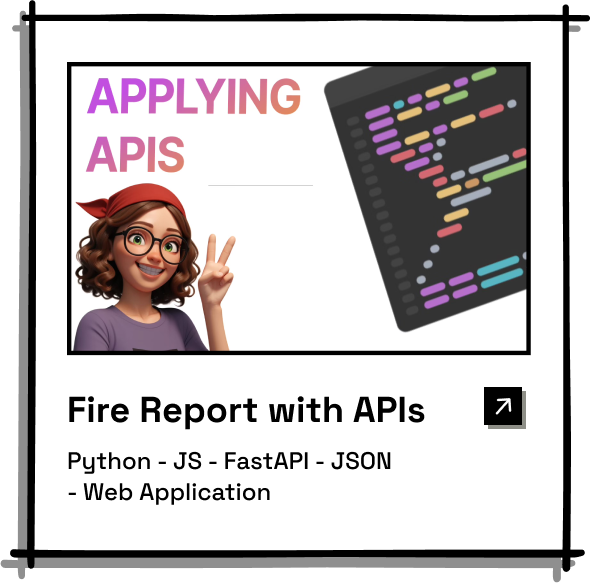 APPLYING
APIS
Fire Report with APIs
Python - JS - FastAPI - JSON
- Web Application